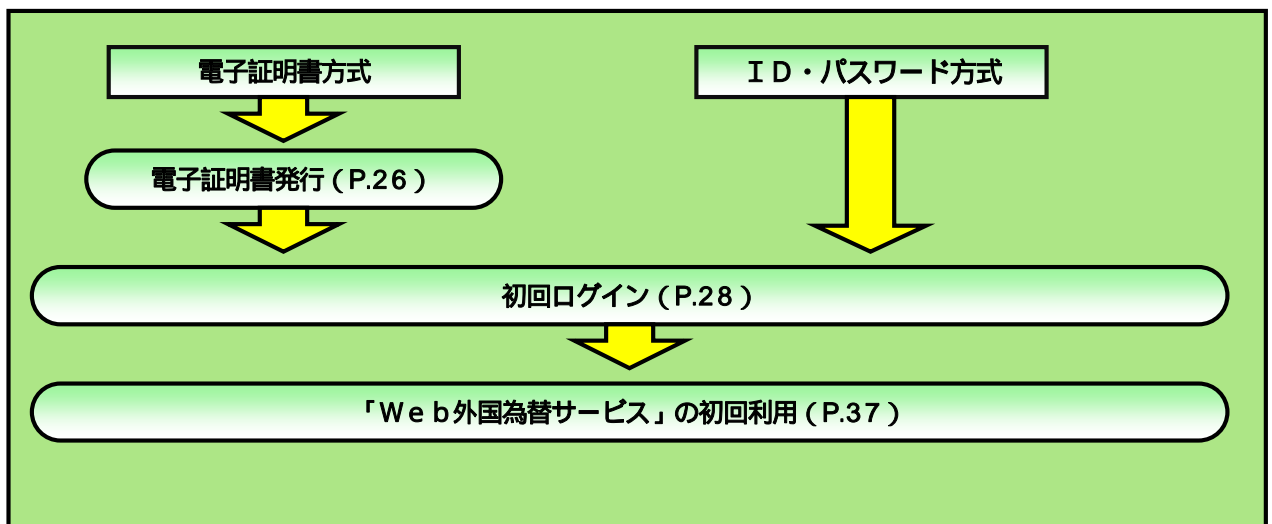 電子証明書方式
ＩＤ・パスワード方式
電子証明書発行（P.26）
初回ログイン（P.28）
「Ｗｅｂ外国為替サービス」の初回利用（P.37）